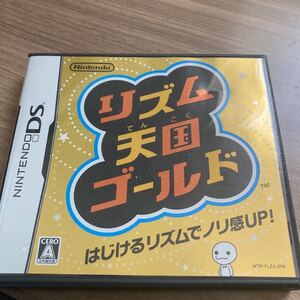 Nintendo
NINTENDO DS
リズム
てんごく
天国
ゴールド
TM
はじけるリズムでノリ感UP!
CERO
A
NTR-YLZJ-JPN